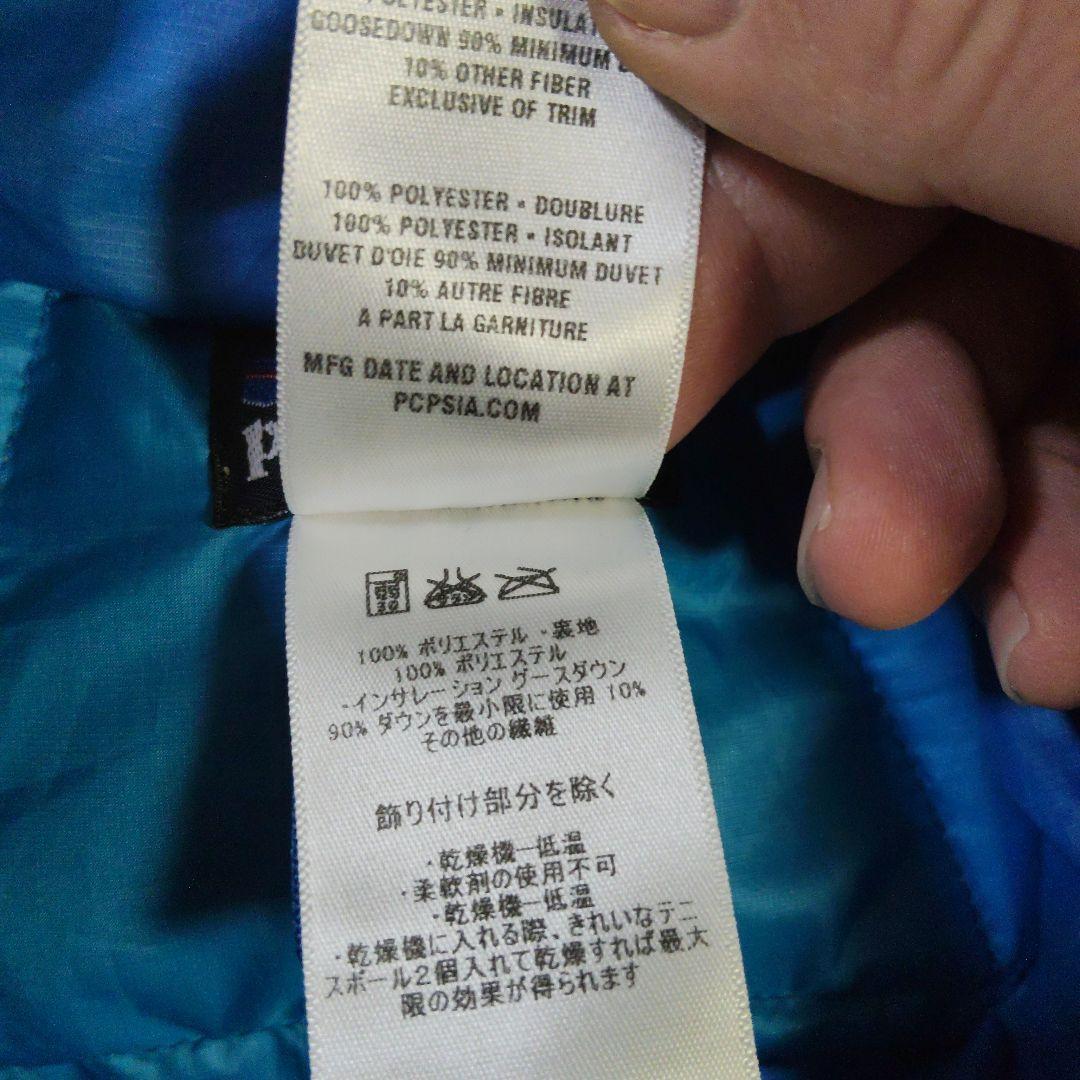 POLYESTER • INSULAT
GOOSEDOWN 90% MINIMUM
10% OTHER FIBER
EXCLUSIVE OF TRIM
100% POLYESTER • DOUBLURE
100% POLYESTER • ISOLANT
DUVET D'OIE 90% MINIMUM DUVET
10% AUTRE FIBRE
A PART LA GARNITURE
MFG DATE AND LOCATION AT
PCPSIA.COM
p
100% ポリエステル ・裏地
100% ポリエステル
・インサレーション グースダウン
90% ダウンを最小限に使用 10%
その他の繊維
飾り付け部分を除く
・乾燥機ー低温
・柔軟剤の使用不可
・乾燥機ー低温
・乾燥機に入れる際、きれいなテニ
スボール2個入れて乾燥すれば最大
限の効果が得られます